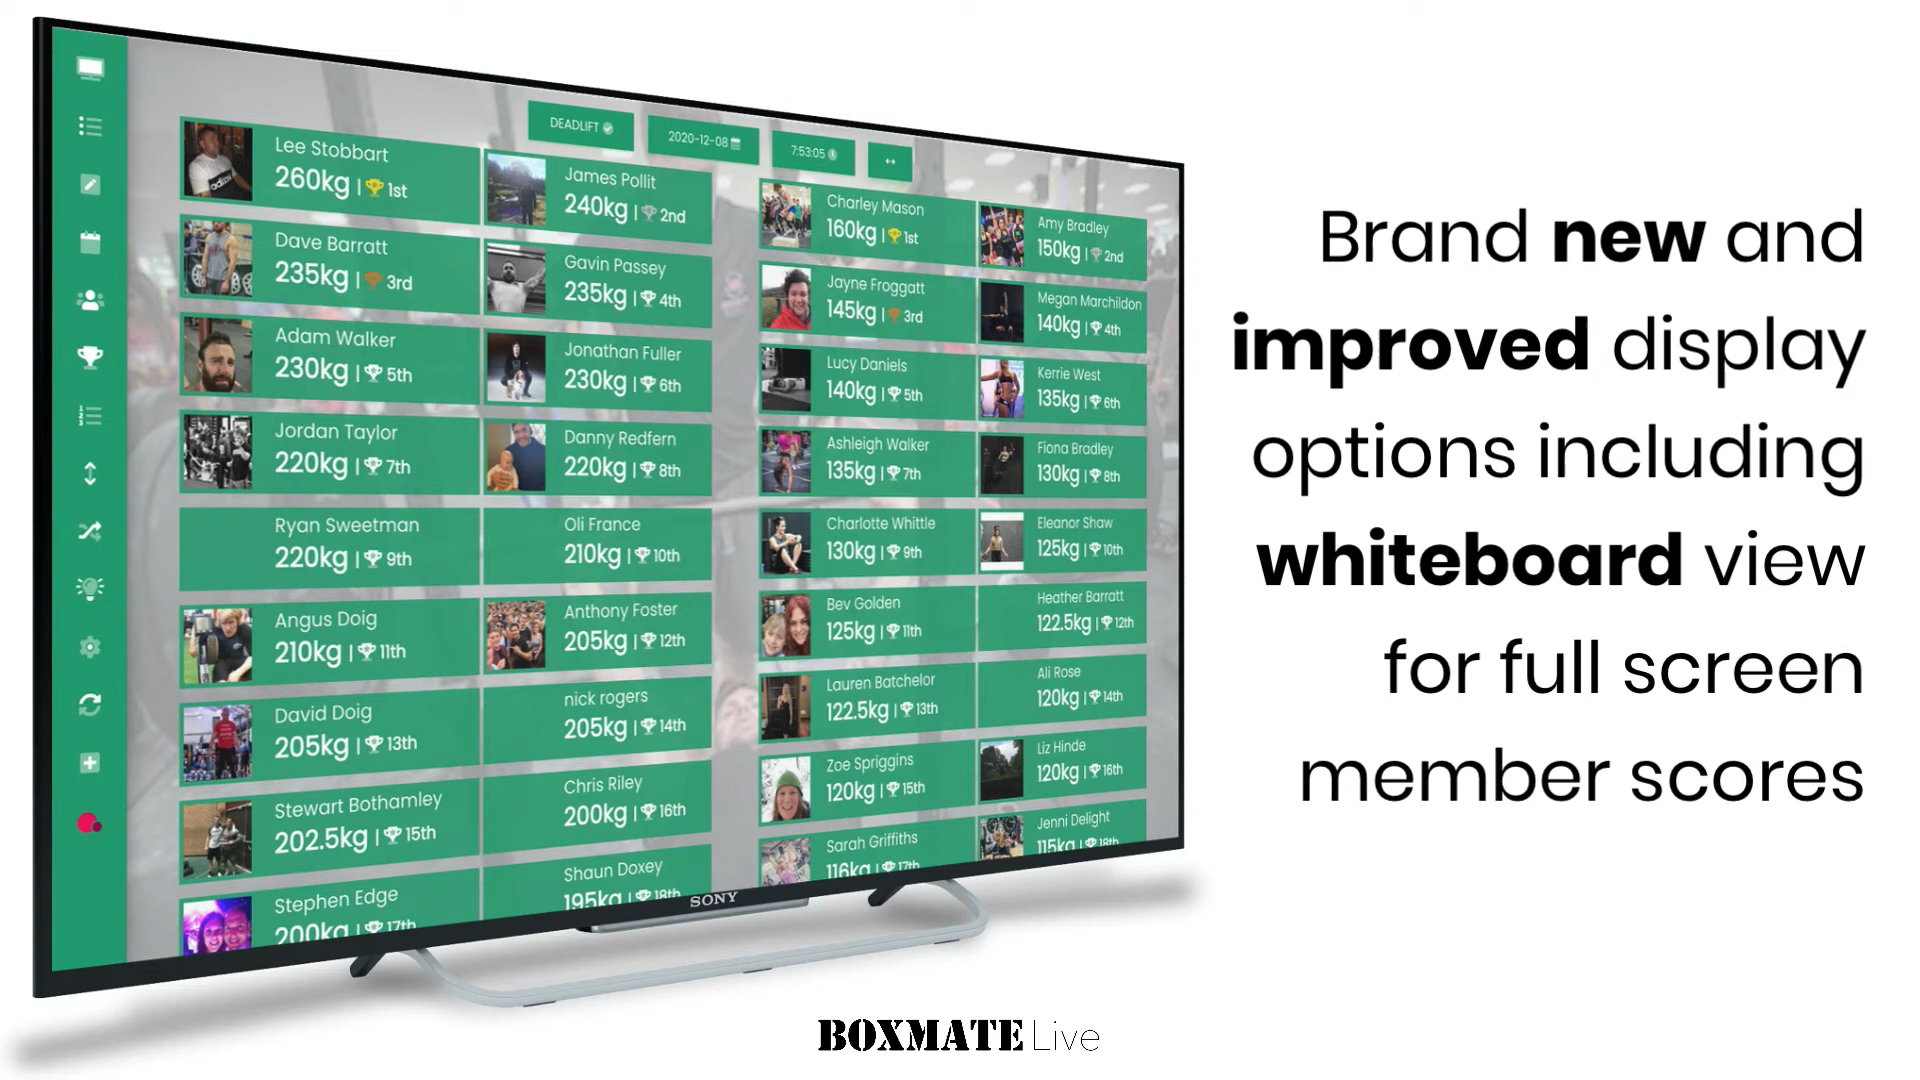 DEADLIFT
2020-12-08
7:53:05
Lee Stobbart
260kg | 1st
James Pollit
240kg | 2nd
Dave Barratt
235kg | 3rd
Gavin Passey
235kg | 4th
Adam Walker
230kg | 5th
Jonathan Fuller
230kg | 6th
Jordan Taylor
220kg | 7th
Danny Redfern
220kg | 8th
Ryan Sweetman
220kg | 9th
Oli France
210kg | 10th
Angus Doig
210kg | 11th
Anthony Foster
205kg | 12th
David Doig
205kg | 13th
nick rogers
205kg | 14th
Stewart Bothamley
202.5kg | 15th
Chris Riley
200kg | 16th
Stephen Edge
200kg | 17th
Shaun Doxey
195kg | 18th
Charley Mason
160kg | 1st
Amy Bradley
150kg | 2nd
Jayne Froggatt
145kg | 3rd
Megan Marchildon
140kg | 4th
Lucy Daniels
140kg | 5th
Kerrie West
135kg | 6th
Ashleigh Walker
135kg | 7th
Fiona Bradley
130kg | 8th
Charlotte Whittle
130kg | 9th
Eleanor Shaw
125kg | 10th
Bev Golden
125kg | 11th
Heather Barratt
122.5kg | 12th
Lauren Batchelor
122.5kg | 13th
Ali Rose
120kg | 14th
Zoe Spriggins
120kg | 15th
Liz Hinde
120kg | 16th
Sarah Griffiths
116kg | 17th
Jenni Delight
115kg | 18th
SONY
Brand new and
improved display
options including
whiteboard view
for full screen
member scores
BOXMATE Live